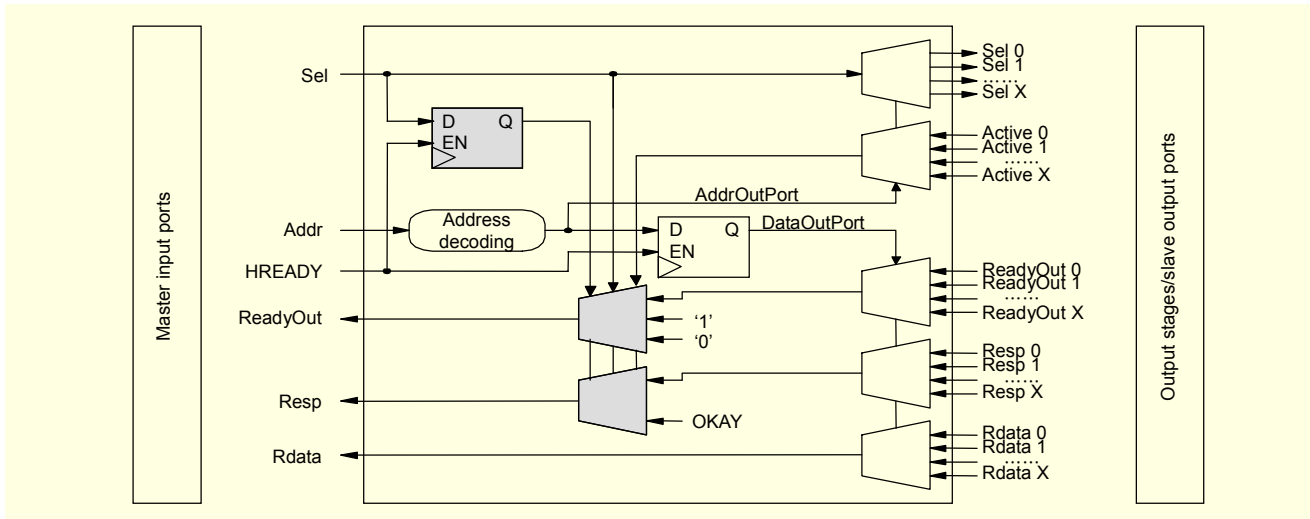 Master input ports
Sel
Addr
HREADY
ReadyOut
Resp
Rdata
D Q
EN
Address
decoding
AddrOutPort
D Q
EN
DataOutPort
‘1’
‘0’
OKAY
Sel 0
Sel 1
……
Sel X
Active 0
Active 1
……
Active X
ReadyOut 0
ReadyOut 1
……
ReadyOut X
Resp 0
Resp 1
……
Resp X
Rdata 0
Rdata 1
……
Rdata X
Output stages/slave output ports